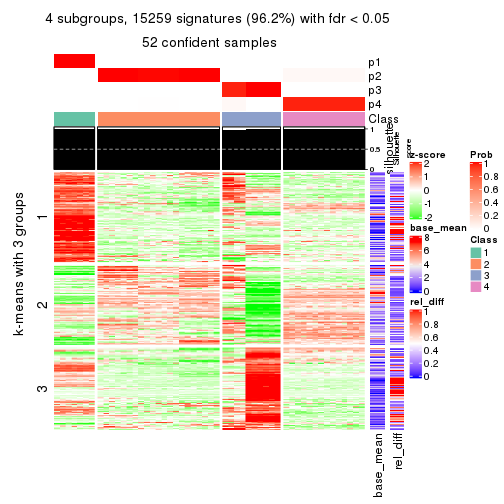 4 subgroups, 15259 signatures (96.2%) with fdr < 0.05
52 confident samples
p1
p2
p3
p4
Class
1
0.5
0
silhouette
Silhouette
score
k-means with 3 groups
1
2
3
base_mean
rel_diff
z-score
2
1
0
-1
-2
base_mean
8
6
4
2
0
rel_diff
1
0.8
0.6
0.4
0.2
0
Prob
1
0.8
0.6
0.4
0.2
0
Class
1
2
3
4